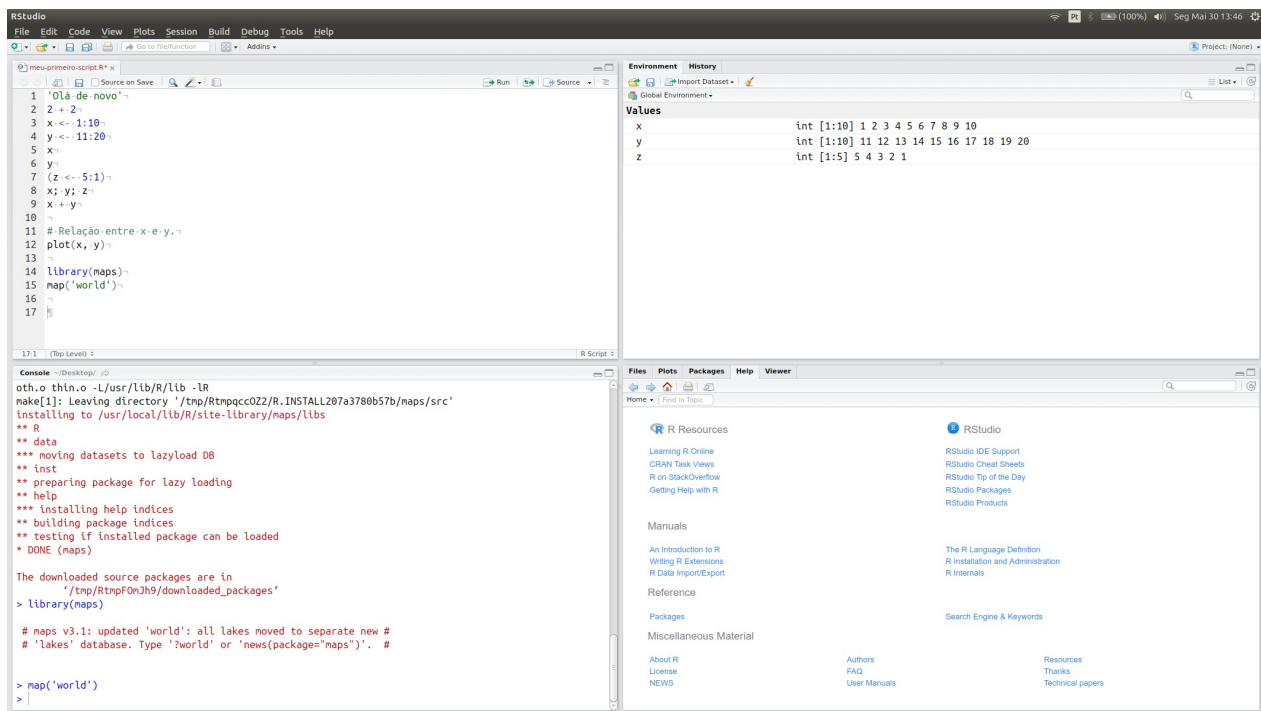 RStudio
Pt (100%) Seg Mai 30 13:46
File Edit Code View Plots Session Build Debug Tools Help
Go to file/function Addins
Project: (None)
meu-primeiro-script.R*
Source on Save Run Source
1 'Olá de novo'
2 2 + 2
3 x <- 1:10
4 y <- 11:20
5 x
6 y
7 (z <- 5:1)
8 x; y; z
9 x + y
10
11 # Relação entre x e y.
12 plot(x, y)
13
14 library(maps)
15 map('world')
16
17
17:1 (Top Level) R Script
Console ~/Desktop/
oth.o thin.o -L/usr/lib/R/lib -lR
make[1]: Leaving directory '/tmp/RtmpqccOZ2/R.INSTALL207a3780b57b/maps/src'
installing to /usr/local/lib/R/site-library/maps/libs
** R
** data
*** moving datasets to lazyload DB
** inst
** preparing package for lazy loading
** help
*** installing help indices
** building package indices
** testing if installed package can be loaded
* DONE (maps)
The downloaded source packages are in
‘/tmp/RtmpFOmJh9/downloaded_packages’
> library(maps)
# maps v3.1: updated 'world': all lakes moved to separate new #
# 'lakes' database. Type '?world' or 'news(package="maps")'. #
> map('world')
>
Environment History
Import Dataset List
Global Environment
Values
x int [1:10] 1 2 3 4 5 6 7 8 9 10
y int [1:10] 11 12 13 14 15 16 17 18 19 20
z int [1:5] 5 4 3 2 1
Files Plots Packages Help Viewer
Home Find in Topic
R Resources
Learning R Online
CRAN Task Views
R on StackOverflow
Getting Help with R
RStudio
RStudio IDE Support
RStudio Cheat Sheets
RStudio Tip of the Day
RStudio Packages
RStudio Products
Manuals
An Introduction to R
Writing R Extensions
R Data Import/Export
The R Language Definition
R Installation and Administration
R Internals
Reference
Packages
Search Engine & Keywords
Miscellaneous Material
About R
License
NEWS
Authors
FAQ
User Manuals
Resources
Thanks
Technical papers